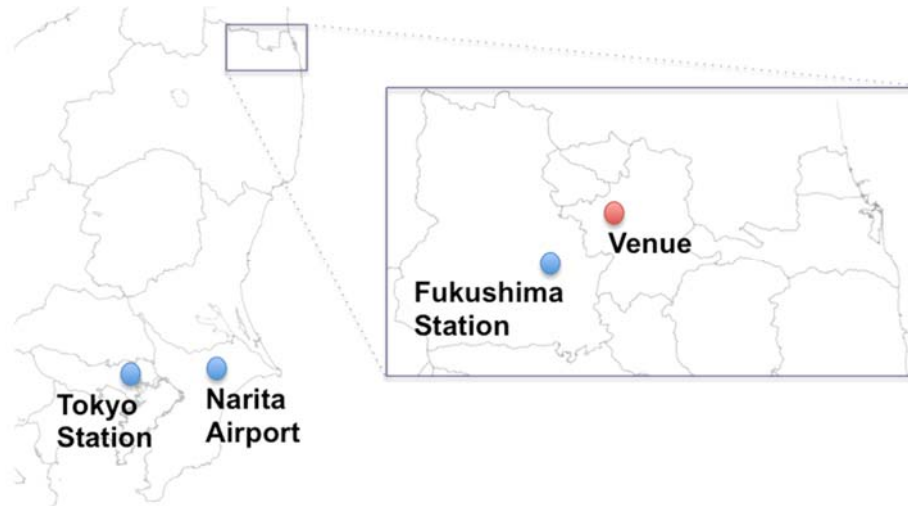 Venue
Fukushima
Station
Tokyo
Station
Narita
Airport